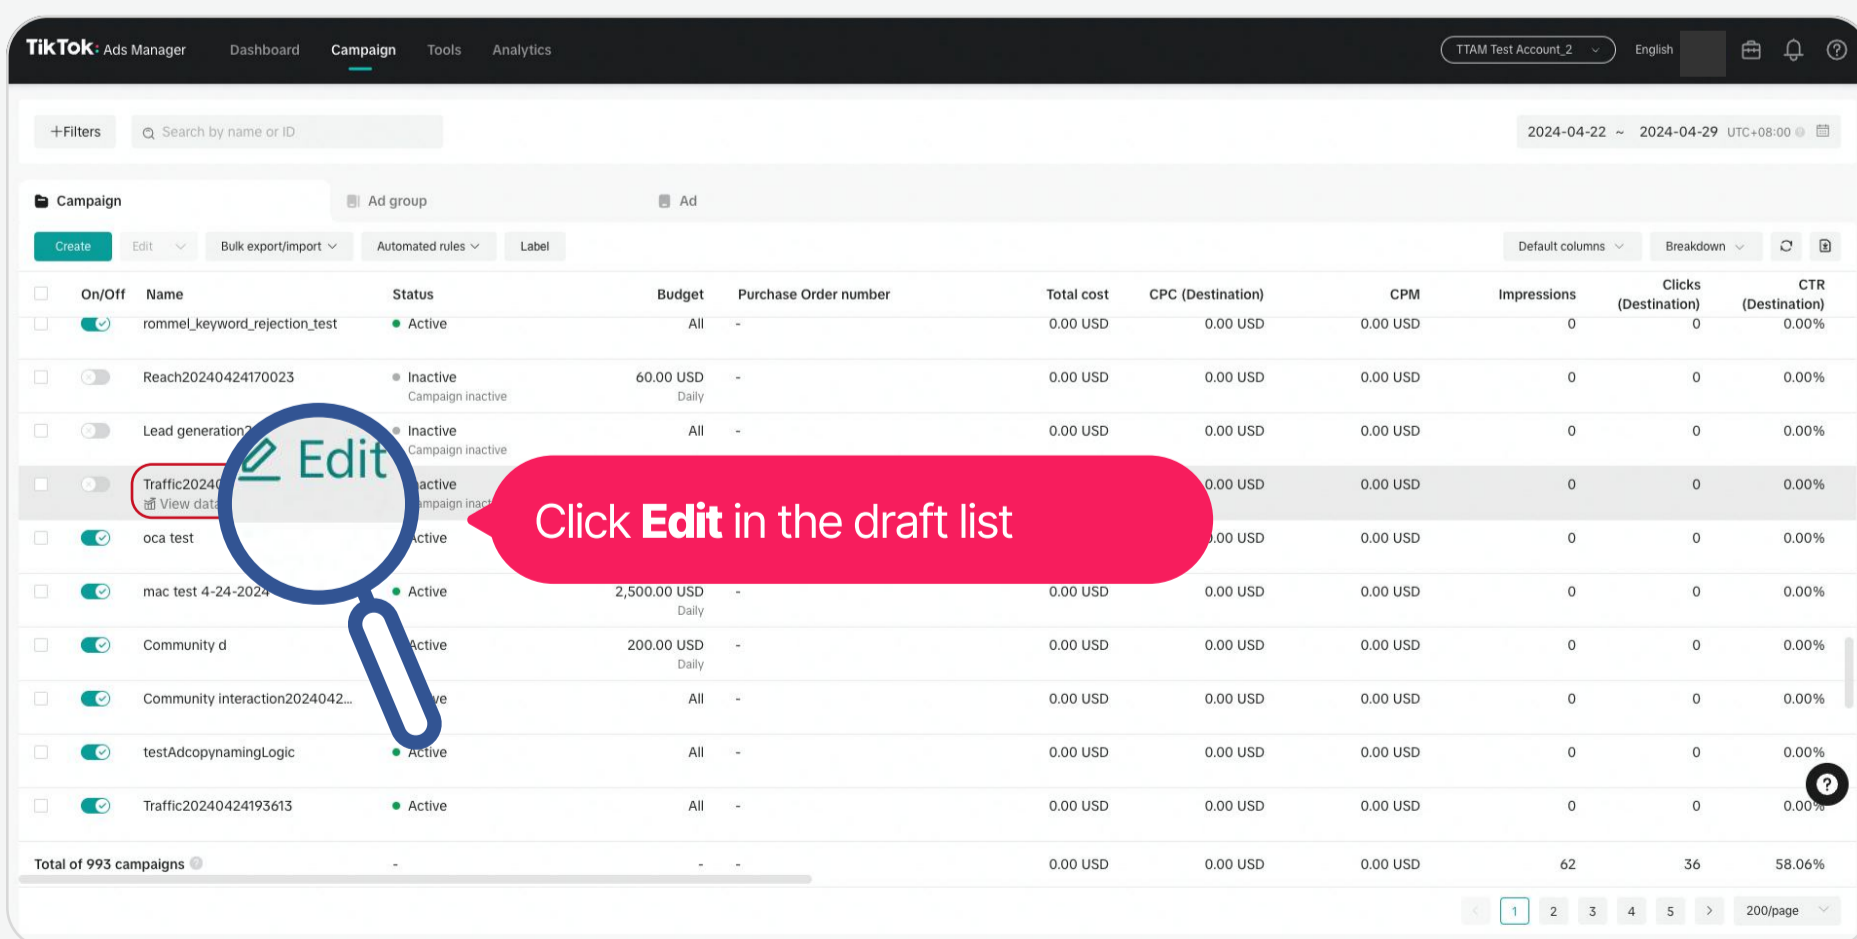 TikTok: Ads Manager Dashboard Campaign Tools Analytics TTAM Test Account_2 English
+Filters Search by name or ID 2024-04-22 ~ 2024-04-29 UTC+08:00
Campaign Ad group Ad
Create Edit Bulk export/import Automated rules Label Default columns Breakdown
On/Off Name Status Budget Purchase Order number Total cost CPC (Destination) CPM Impressions Clicks (Destination) CTR (Destination)
rommel_keyword_rejection_test Active All - 0.00 USD 0.00 USD 0.00 USD 0 0 0.00%
Reach20240424170023 Inactive 60.00 USD - 0.00 USD 0.00 USD 0.00 USD 0 0 0.00%
Campaign inactive Daily
Lead generation2 Inactive All - 0.00 USD 0.00 USD 0.00 USD 0 0 0.00%
Campaign inactive
Edit
Traffic2024 0.00 USD 0.00 USD 0 0 0.00%
View data
Click Edit in the draft list
oca test Active 0.00 USD 0.00 USD 0 0 0.00%
mac test 4-24-2024 Active 2,500.00 USD - 0.00 USD 0.00 USD 0.00 USD 0 0 0.00%
Daily
Community d Active 200.00 USD - 0.00 USD 0.00 USD 0.00 USD 0 0 0.00%
Daily
Community interaction2024042... All - 0.00 USD 0.00 USD 0.00 USD 0 0 0.00%
testAdcopynamingLogic Active All - 0.00 USD 0.00 USD 0.00 USD 0 0 0.00%
Traffic20240424193613 Active All - 0.00 USD 0.00 USD 0.00 USD 0 0 0.00%
Total of 993 campaigns - - - 0.00 USD 0.00 USD 0.00 USD 62 36 58.06%
1 2 3 4 5 200/page